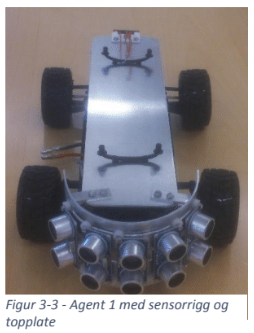 Figur 3-3 - Agent 1 med sensorrigg og
topplate